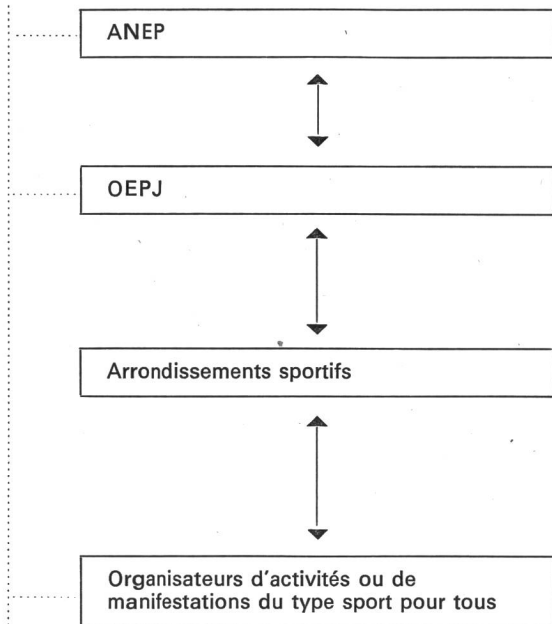 ANEP
OEPJ
Arrondissements sportifs
Organisateurs d'activités ou de
manifestations du type sport pour tous